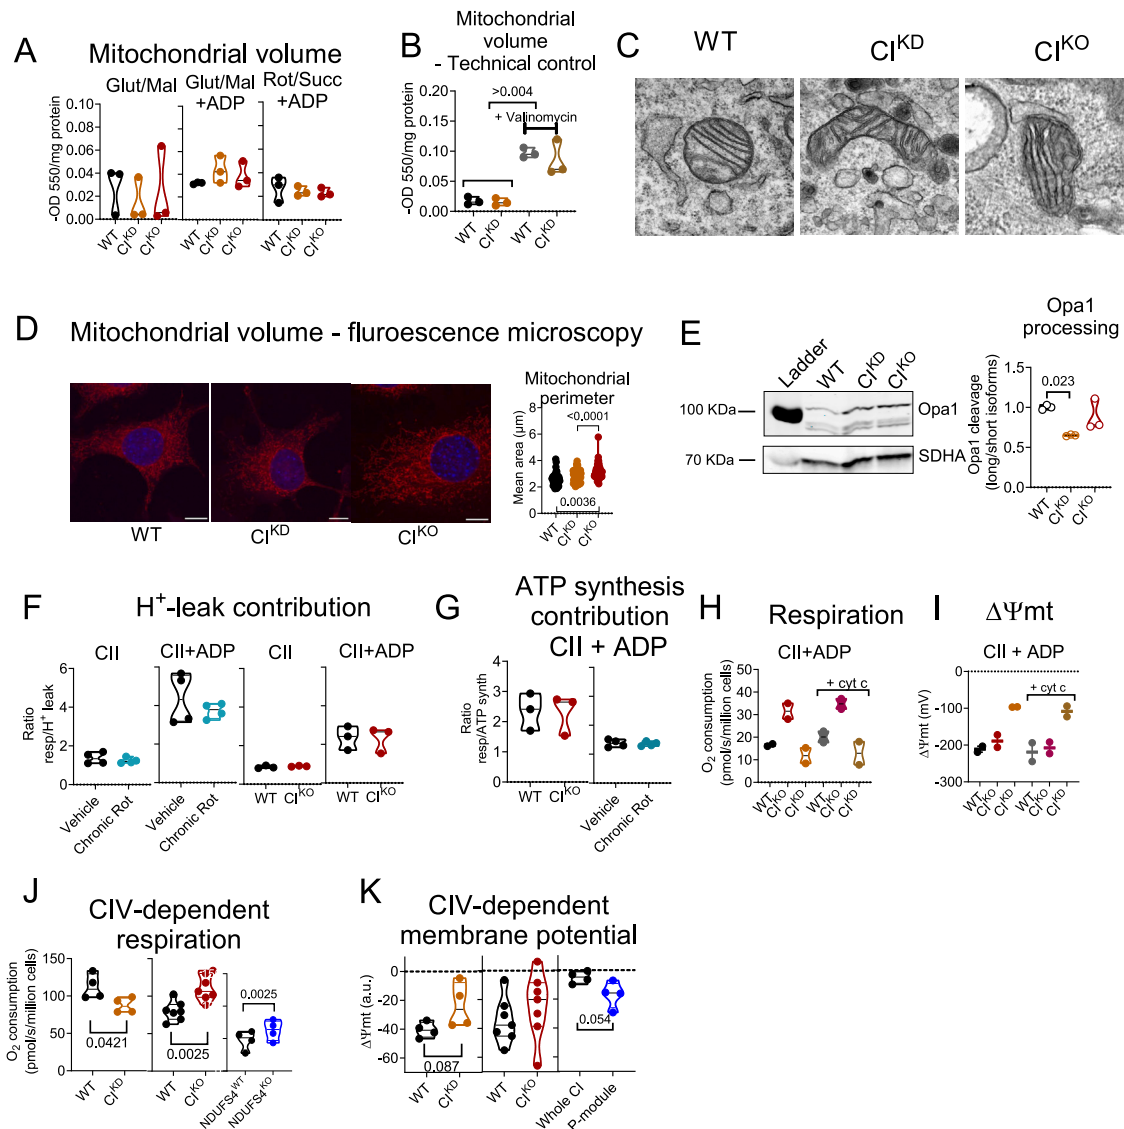 A
Mitochondrial volume
Glut/Mal
Glut/Mal
+ADP
Rot/Succ
+ADP
-OD 550/mg protein
0.10
0.08
0.06
0.04
0.02
0.00
WT
CI^KD
CI^KO
WT
CI^KD
CI^KO
WT
CI^KD
CI^KO
B
Mitochondrial
volume
- Technical control
-OD 550/mg protein
0.20
0.15
0.10
0.05
0.00
>0.004
+ Valinomycin
WT
CI^KD
WT
CI^KD
C
WT
CI^KD
CI^KO
D
Mitochondrial volume - fluroescence microscopy
WT
CI^KD
CI^KO
Mitochondrial
perimeter
Mean area (µm)
8
6
4
2
0
<0.0001
0.0036
WT
CI^KD
CI^KO
E
Ladder
WT
CI^KD
CI^KO
100 KDa
Opa1
70 KDa
SDHA
Opa1
processing
Opa1 cleavage
(long/short isoforms)
1.5
1.0
0.5
0.0
0.023
WT
CI^KD
CI^KO
F
H+-leak contribution
CII
CII+ADP
CII
CII+ADP
Ratio
resp/H+ leak
6
4
2
0
Vehicle
Chronic Rot
Vehicle
Chronic Rot
WT CI^KO
WT CI^KO
G
ATP synthesis
contribution
CII + ADP
Ratio
resp/ATP synth
4
3
2
1
0
WT CI^KO
Vehicle
Chronic Rot
H
Respiration
CII+ADP
+ cyt c
O2 consumption
(pmol/s/million cells)
50
40
30
20
10
0
WT
CI^KO
CI^KD
WT
CI^KO
CI^KD
I
ΔΨmt
CII + ADP
+ cyt c
ΔΨmt (mV)
0
-100
-200
-300
WT
CI^KO
CI^KD
WT
CI^KO
CI^KD
J
CIV-dependent
respiration
O2 consumption
(pmol/s/million cells)
150
100
50
0
0.0421
0.0025
0.0025
WT
CI^KD
WT
CI^KO
NDUFS4^WT
NDUFS4^KO
K
CIV-dependent
membrane potential
ΔΨmt (a.u.)
0
-20
-40
-60
0.087
0.054
WT
CI^KD
WT
CI^KO
Whole CI
P-module